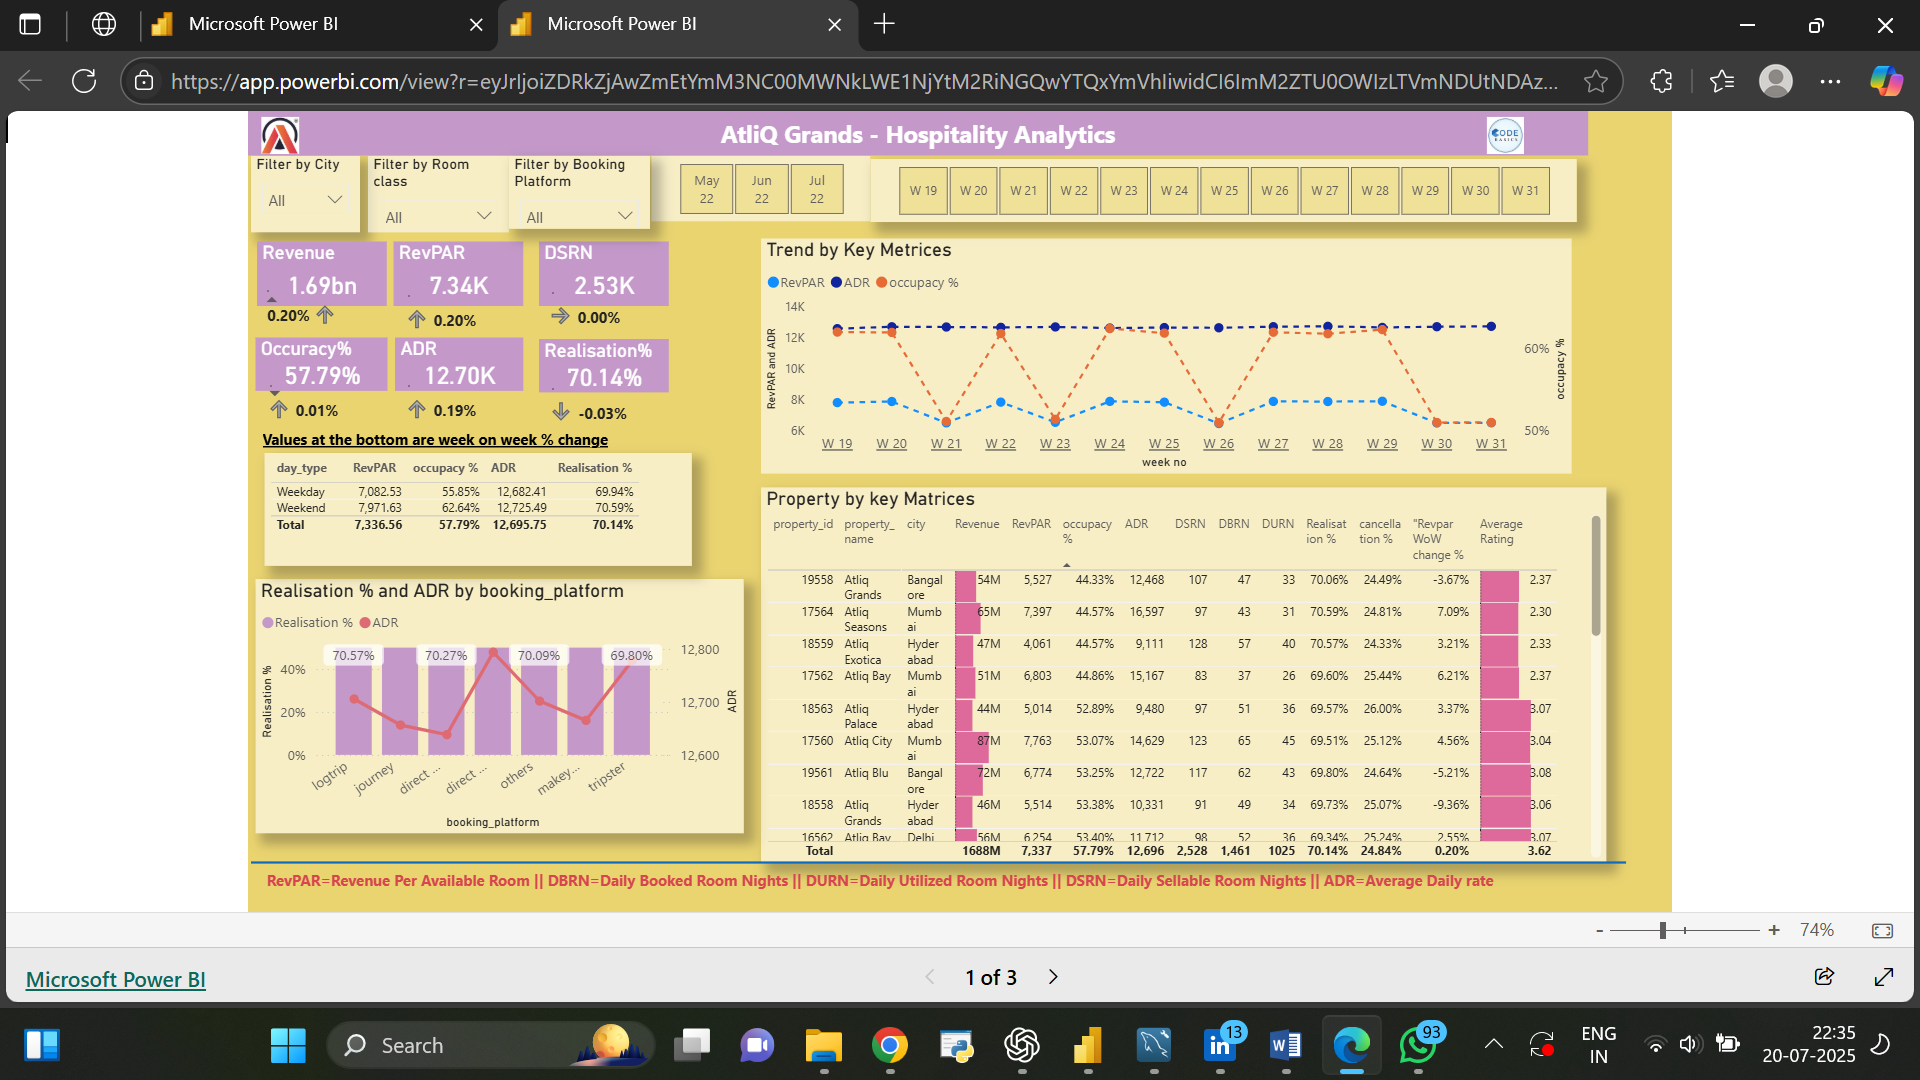 Microsoft Power BI
Microsoft Power BI
https://app.powerbi.com/view?r=eyJrIjoiZDRkZjAwZmEtYmM3NC00MWNkLWE1NjYtM2RiNGQwYTQxYmVhIiwidCI6ImM2ZTU0OWIzLTVmNDUtNDAz...
AtliQ Grands - Hospitality Analytics
CODE
BASICS
Filter by City
All
Filter by Room
class
All
Filter by Booking
Platform
All
May
22
Jun
22
Jul
22
W 19 W 20 W 21 W 22 W 23 W 24 W 25 W 26 W 27 W 28 W 29 W 30 W 31
Revenue
1.69bn
0.20%
RevPAR
7.34K
0.20%
DSRN
2.53K
0.00%
Occuracy%
57.79%
0.01%
ADR
12.70K
0.19%
Realisation%
70.14%
-0.03%
Values at the bottom are week on week % change
day_type RevPAR occupacy % ADR Realisation %
Weekday 7,082.53 55.85% 12,682.41 69.94%
Weekend 7,971.63 62.64% 12,725.49 70.59%
Total 7,336.56 57.79% 12,695.75 70.14%
Realisation % and ADR by booking_platform
Realisation % ADR
70.57% 70.27% 70.09% 69.80%
40%
20%
0%
Realisation %
12,800
12,700
12,600
ADR
logtrip journey direct ... direct ... others makey... tripster
booking_platform
Trend by Key Metrices
RevPAR ADR occupacy %
14K
12K
10K
8K
6K
RevPAR and ADR
60%
50%
occupacy %
W 19 W 20 W 21 W 22 W 23 W 24 W 25 W 26 W 27 W 28 W 29 W 30 W 31
week no
Property by key Matrices
property_id property_ city Revenue RevPAR occupacy ADR DSRN DBRN DURN Realisat cancella "Revpar Average
name % ion % tion % WoW Rating
change %
19558 Atliq Bangal 54M 5,527 44.33% 12,468 107 47 33 70.06% 24.49% -3.67% 2.37
Grands ore
17564 Atliq Mumb 65M 7,397 44.57% 16,597 97 43 31 70.59% 24.81% 7.09% 2.30
Seasons ai
18559 Atliq Hyder 47M 4,061 44.57% 9,111 128 57 40 70.57% 24.33% 3.21% 2.33
Exotica abad
17562 Atliq Bay Mumb 51M 6,803 44.86% 15,167 83 37 26 69.60% 25.44% 6.21% 2.37
ai
18563 Atliq Hyder 44M 5,014 52.89% 9,480 97 51 36 69.57% 26.00% 3.37% 3.07
Palace abad
17560 Atliq City Mumb 87M 7,763 53.07% 14,629 123 65 45 69.51% 25.12% 4.56% 3.04
ai
19561 Atliq Blu Bangal 72M 6,774 53.25% 12,722 117 62 43 69.80% 24.64% -5.21% 3.08
ore
18558 Atliq Hyder 46M 5,514 53.38% 10,331 91 49 34 69.73% 25.07% -9.36% 3.06
Grands abad
16562 Atliq Bay Delhi 56M 6,254 53.40% 11,712 98 52 36 69.34% 25.24% 2.55% 3.07
Total 1688M 7,337 57.79% 12,696 2,528 1,461 1025 70.14% 24.84% 0.20% 3.62
RevPAR=Revenue Per Available Room || DBRN=Daily Booked Room Nights || DURN=Daily Utilized Room Nights || DSRN=Daily Sellable Room Nights || ADR=Average Daily rate
- + 74%
Microsoft Power BI
1 of 3
Search
13
93
ENG
IN
22:35
20-07-2025